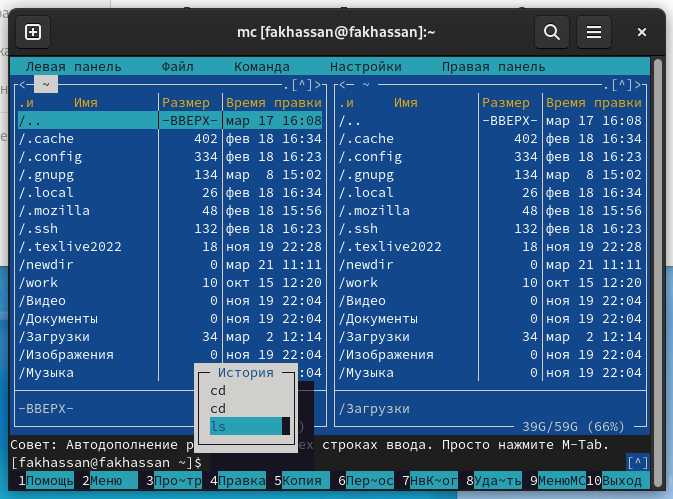 mc [fakhassan@fakhassan]:~
Левая панель Файл Команда Настройки Правая панель
<─ ~ ─.[^]> <─ ~ ─.[^]>
.и Имя Размер Время правки .и Имя Размер Время правки
/.. -ВВЕРХ- мар 17 16:08 /.. -ВВЕРХ- мар 17 16:08
/.cache 402 фев 18 16:34 /.cache 402 фев 18 16:34
/.config 334 фев 18 16:23 /.config 334 фев 18 16:23
/.gnupg 134 мар 8 15:02 /.gnupg 134 мар 8 15:02
/.local 26 фев 18 16:34 /.local 26 фев 18 16:34
/.mozilla 48 фев 18 15:56 /.mozilla 48 фев 18 15:56
/.ssh 132 фев 18 16:23 /.ssh 132 фев 18 16:23
/.texlive2022 18 ноя 19 22:28 /.texlive2022 18 ноя 19 22:28
/newdir 0 мар 21 11:11 /newdir 0 мар 21 11:11
/work 10 окт 15 12:20 /work 10 окт 15 12:20
/Видео 0 ноя 19 22:04 /Видео 0 ноя 19 22:04
/Документы 0 ноя 19 22:04 /Документы 0 ноя 19 22:04
/Загрузки 34 мар 2 12:14 /Загрузки 34 мар 2 12:14
/Изображения 0 ноя 19 22:04 /Изображения 0 ноя 19 22:04
/Музыка 22:04 /Музыка 0 ноя 19 22:04
История
cd
cd
ls
-ВВЕРХ- /Загрузки
39G/59G (66%)
Совет: Автодополнение строках ввода. Просто нажмите M-Tab.
[fakhassan@fakhassan ~]$ [^]
1Помощь 2Меню 3Про~тр 4Правка 5Копия 6Пер~ос 7НвК~ог 8Уда~ть 9МенюMC 10Выход